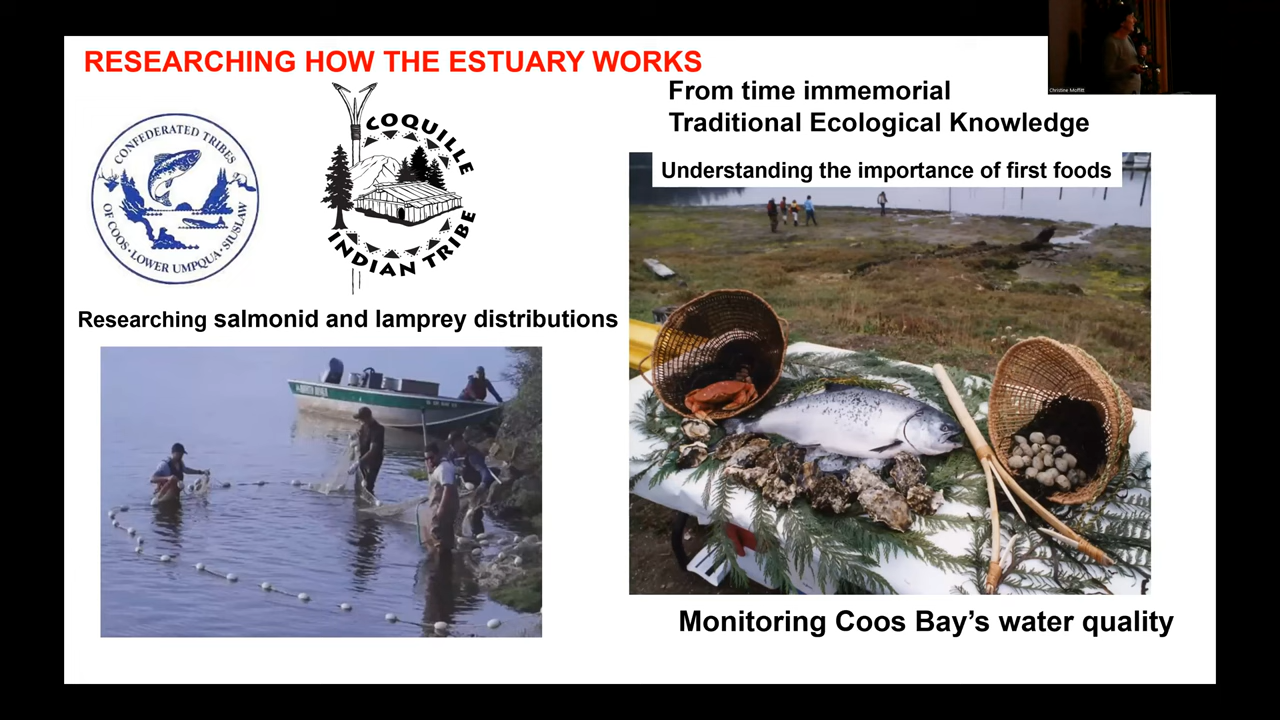 RESEARCHING HOW THE ESTUARY WORKS
CONFEDERATED TRIBES
OF COOS · LOWER UMPQUA · SIUSLAW
COQUILLE
INDIAN TRIBE
Researching salmonid and lamprey distributions
From time immemorial
Traditional Ecological Knowledge
Understanding the importance of first foods
Monitoring Coos Bay's water quality
Christine Moffitt